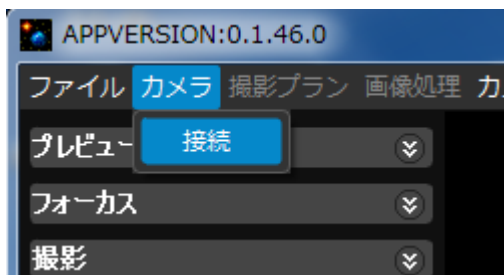 APPVERSION:0.1.46.0
ファイル カメラ 撮影プラン 画像処理
接続
プレビュー
フォーカス
撮影